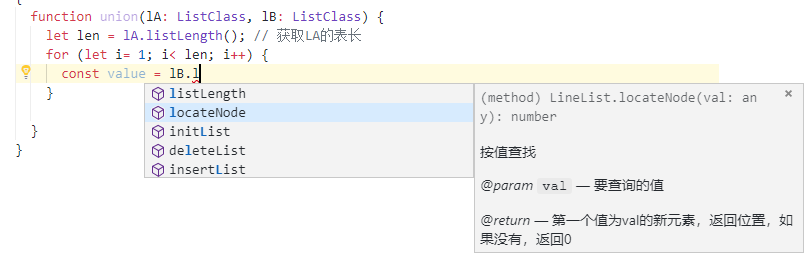 {
function union(lA: ListClass, lB: ListClass) {
let len = lA.listLength(); // 获取LA的表长
for (let i= 1; i< len; i++) {
const value = lB.l
}
}
}
listLength
locateNode
initList
deleteList
insertList
(method) LineList.locateNode(val: an
y): number
按值查找
@param val — 要查询的值
@return — 第一个值为val的新元素，返回位置，如
果没有，返回0